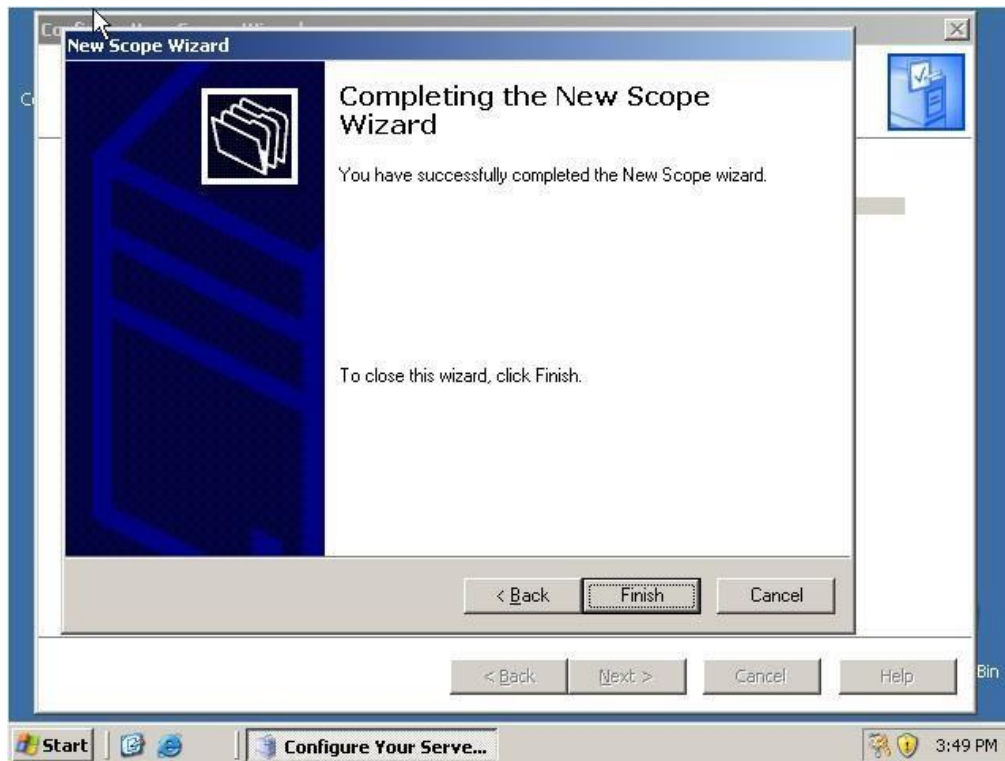 New Scope Wizard
Completing the New Scope
Wizard
You have successfully completed the New Scope wizard.
To close this wizard, click Finish.
< Back Finish Cancel
< Back Next > Cancel Help
Bin
Start Configure Your Serve... 3:49 PM